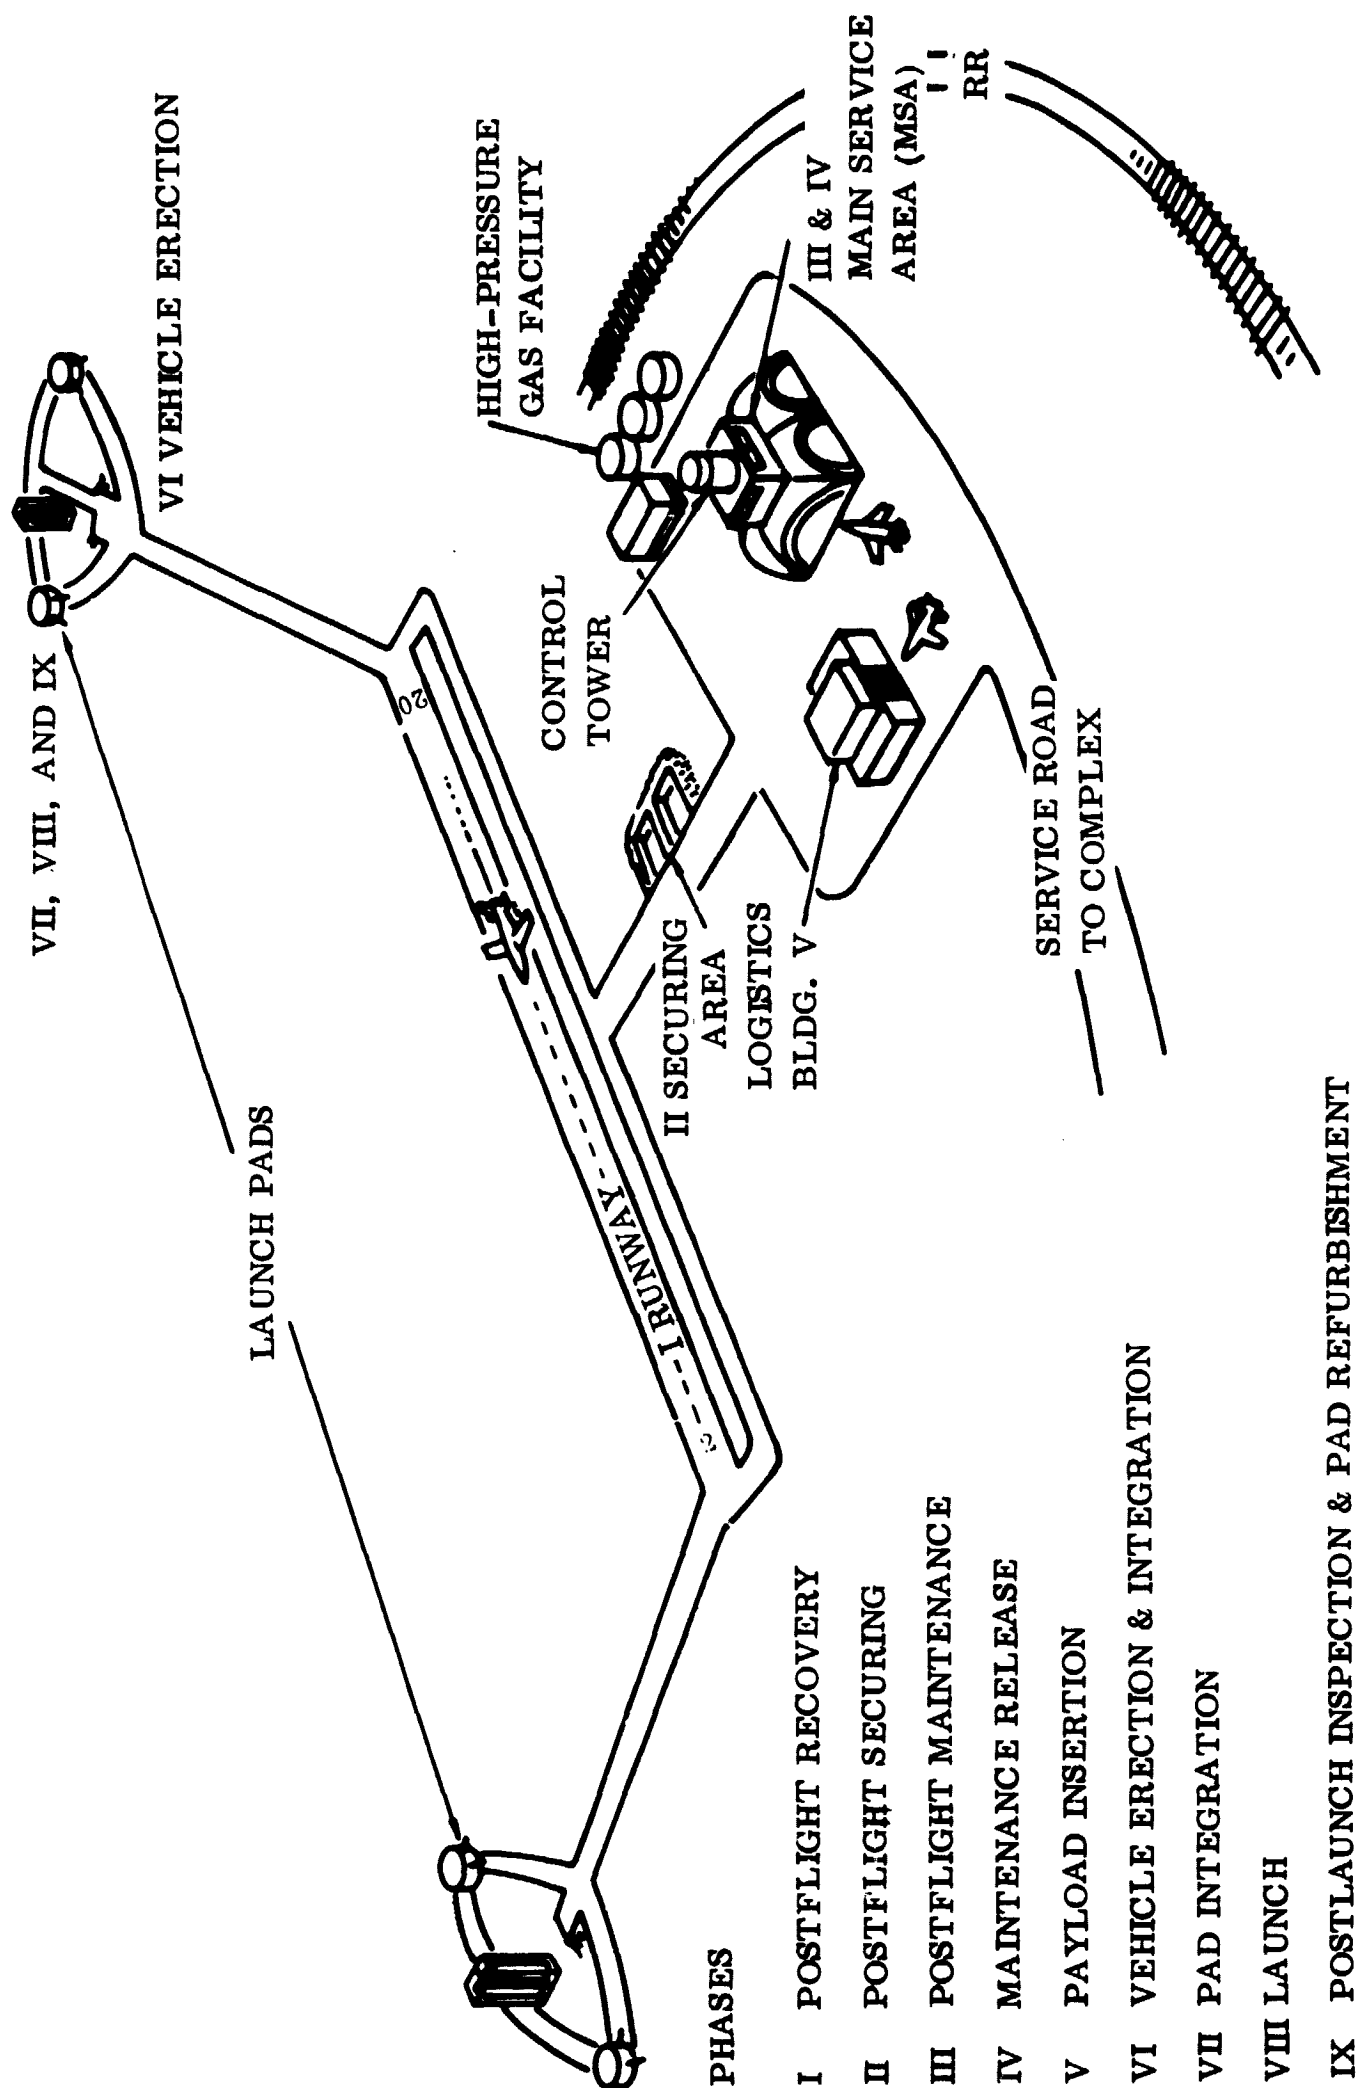 VII, VIII, AND IX
VI VEHICLE ERECTION
LAUNCH PADS
HIGH-PRESSURE
GAS FACILITY
20
CONTROL
TOWER
I RUNWAY
2
II SECURING
AREA
LOGISTICS
BLDG. V
III & IV
MAIN SERVICE
AREA (MSA)
RR
SERVICE ROAD
TO COMPLEX
PHASES
I POSTFLIGHT RECOVERY
II POSTFLIGHT SECURING
III POSTFLIGHT MAINTENANCE
IV MAINTENANCE RELEASE
V PAYLOAD INSERTION
VI VEHICLE ERECTION & INTEGRATION
VII PAD INTEGRATION
VIII LAUNCH
IX POSTLAUNCH INSPECTION & PAD REFURBISHMENT